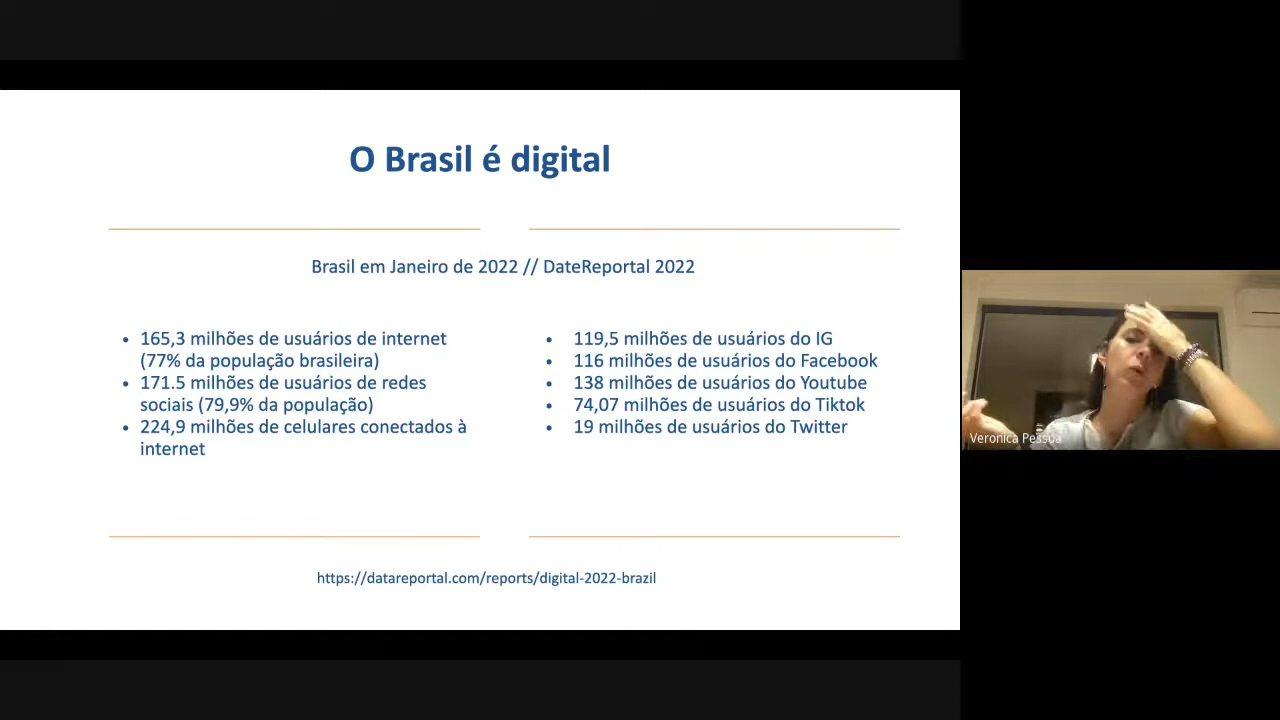 O Brasil é digital
Brasil em Janeiro de 2022 // DateReportal 2022
• 165,3 milhões de usuários de internet
(77% da população brasileira)
• 171.5 milhões de usuários de redes
sociais (79,9% da população)
• 224,9 milhões de celulares conectados à
internet
• 119,5 milhões de usuários do IG
• 116 milhões de usuários do Facebook
• 138 milhões de usuários do Youtube
• 74,07 milhões de usuários do Tiktok
• 19 milhões de usuários do Twitter
https://datareportal.com/reports/digital-2022-brazil
Veronica Pessoa